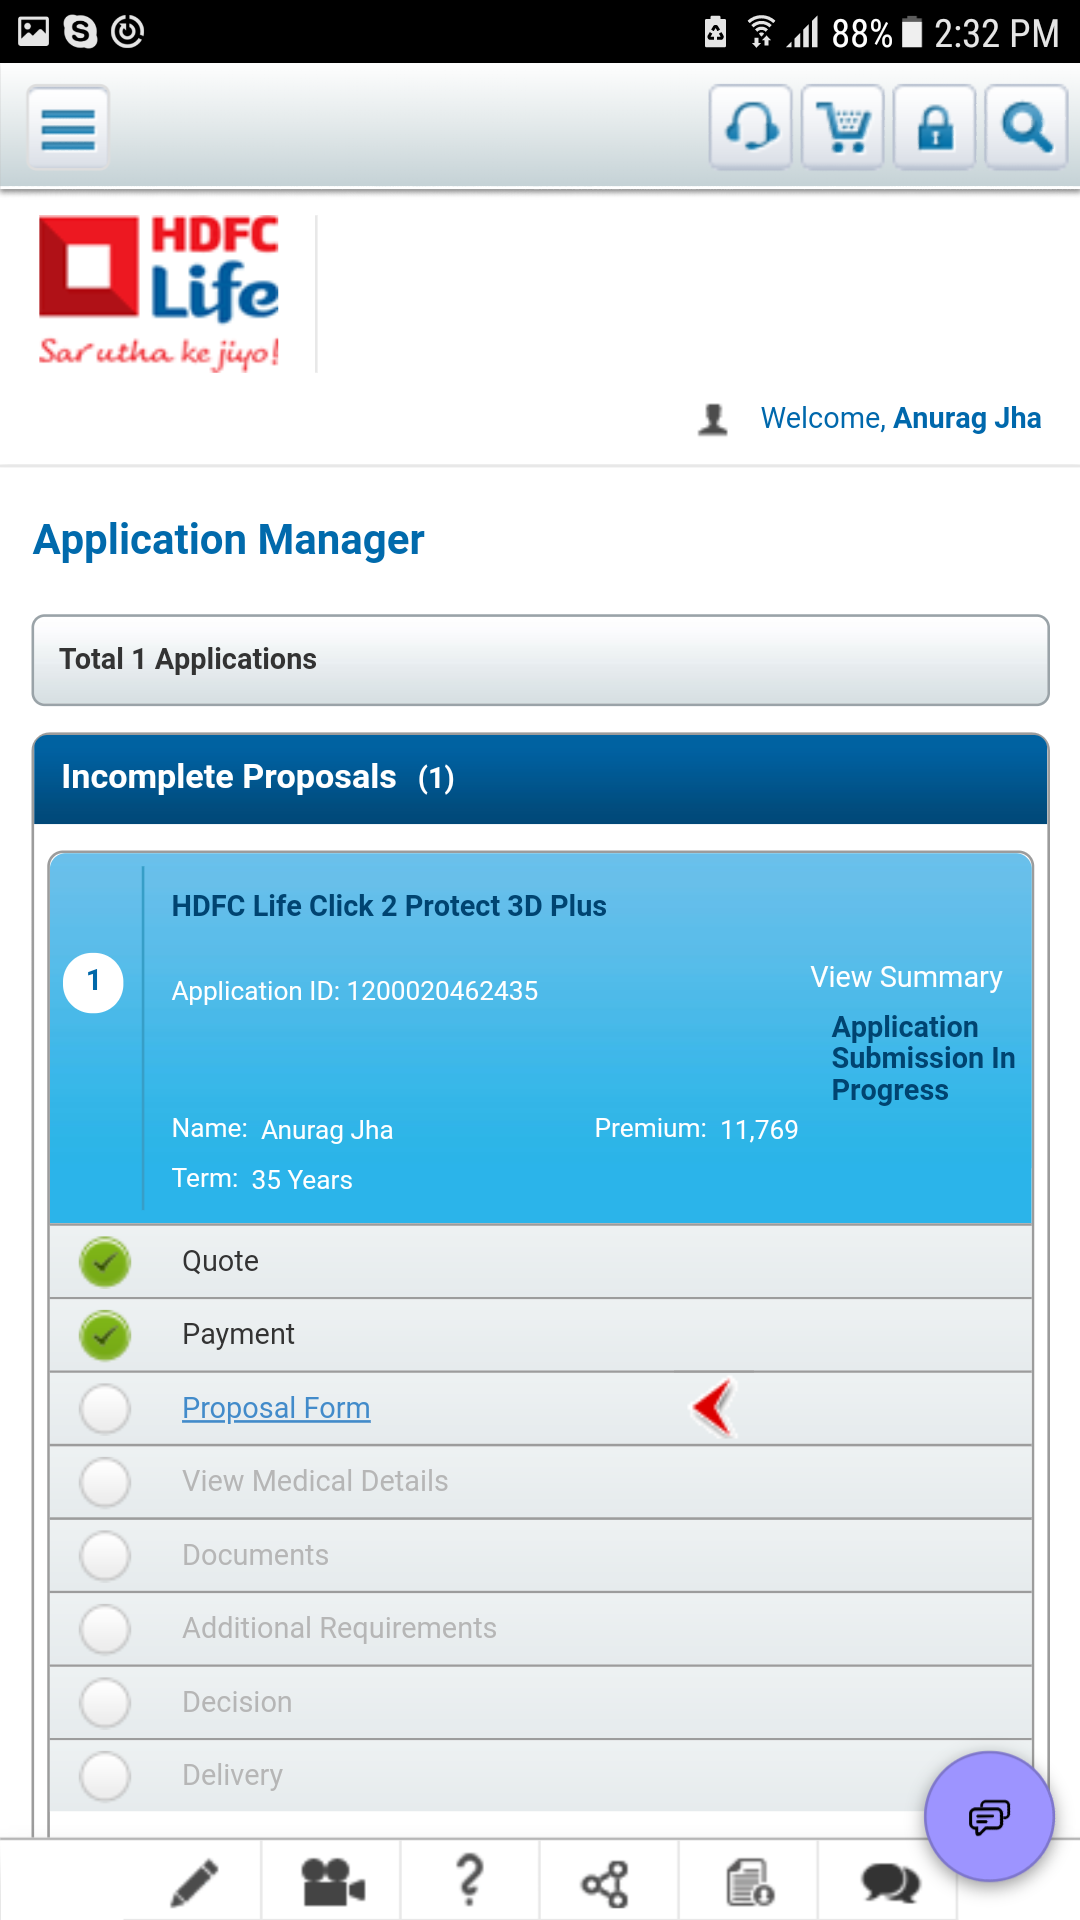 88% 2:32 PM
HDFC
Life
Sar utha ke jiyo!
Welcome, Anurag Jha
Application Manager
Total 1 Applications
Incomplete Proposals (1)
HDFC Life Click 2 Protect 3D Plus
1
Application ID: 1200020462435
View Summary
Application
Submission In
Progress
Name: Anurag Jha
Premium: 11,769
Term: 35 Years
Quote
Payment
Proposal Form
View Medical Details
Documents
Additional Requirements
Decision
Delivery